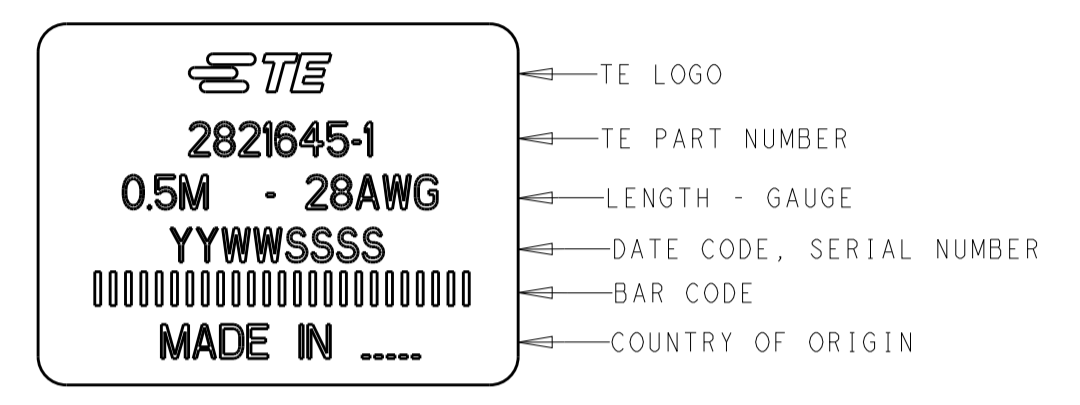 TE TE LOGO
2821645-1 TE PART NUMBER
0.5M - 28AWG LENGTH - GAUGE
YYWWSSSS DATE CODE, SERIAL NUMBER
BAR CODE
MADE IN _____ COUNTRY OF ORIGIN